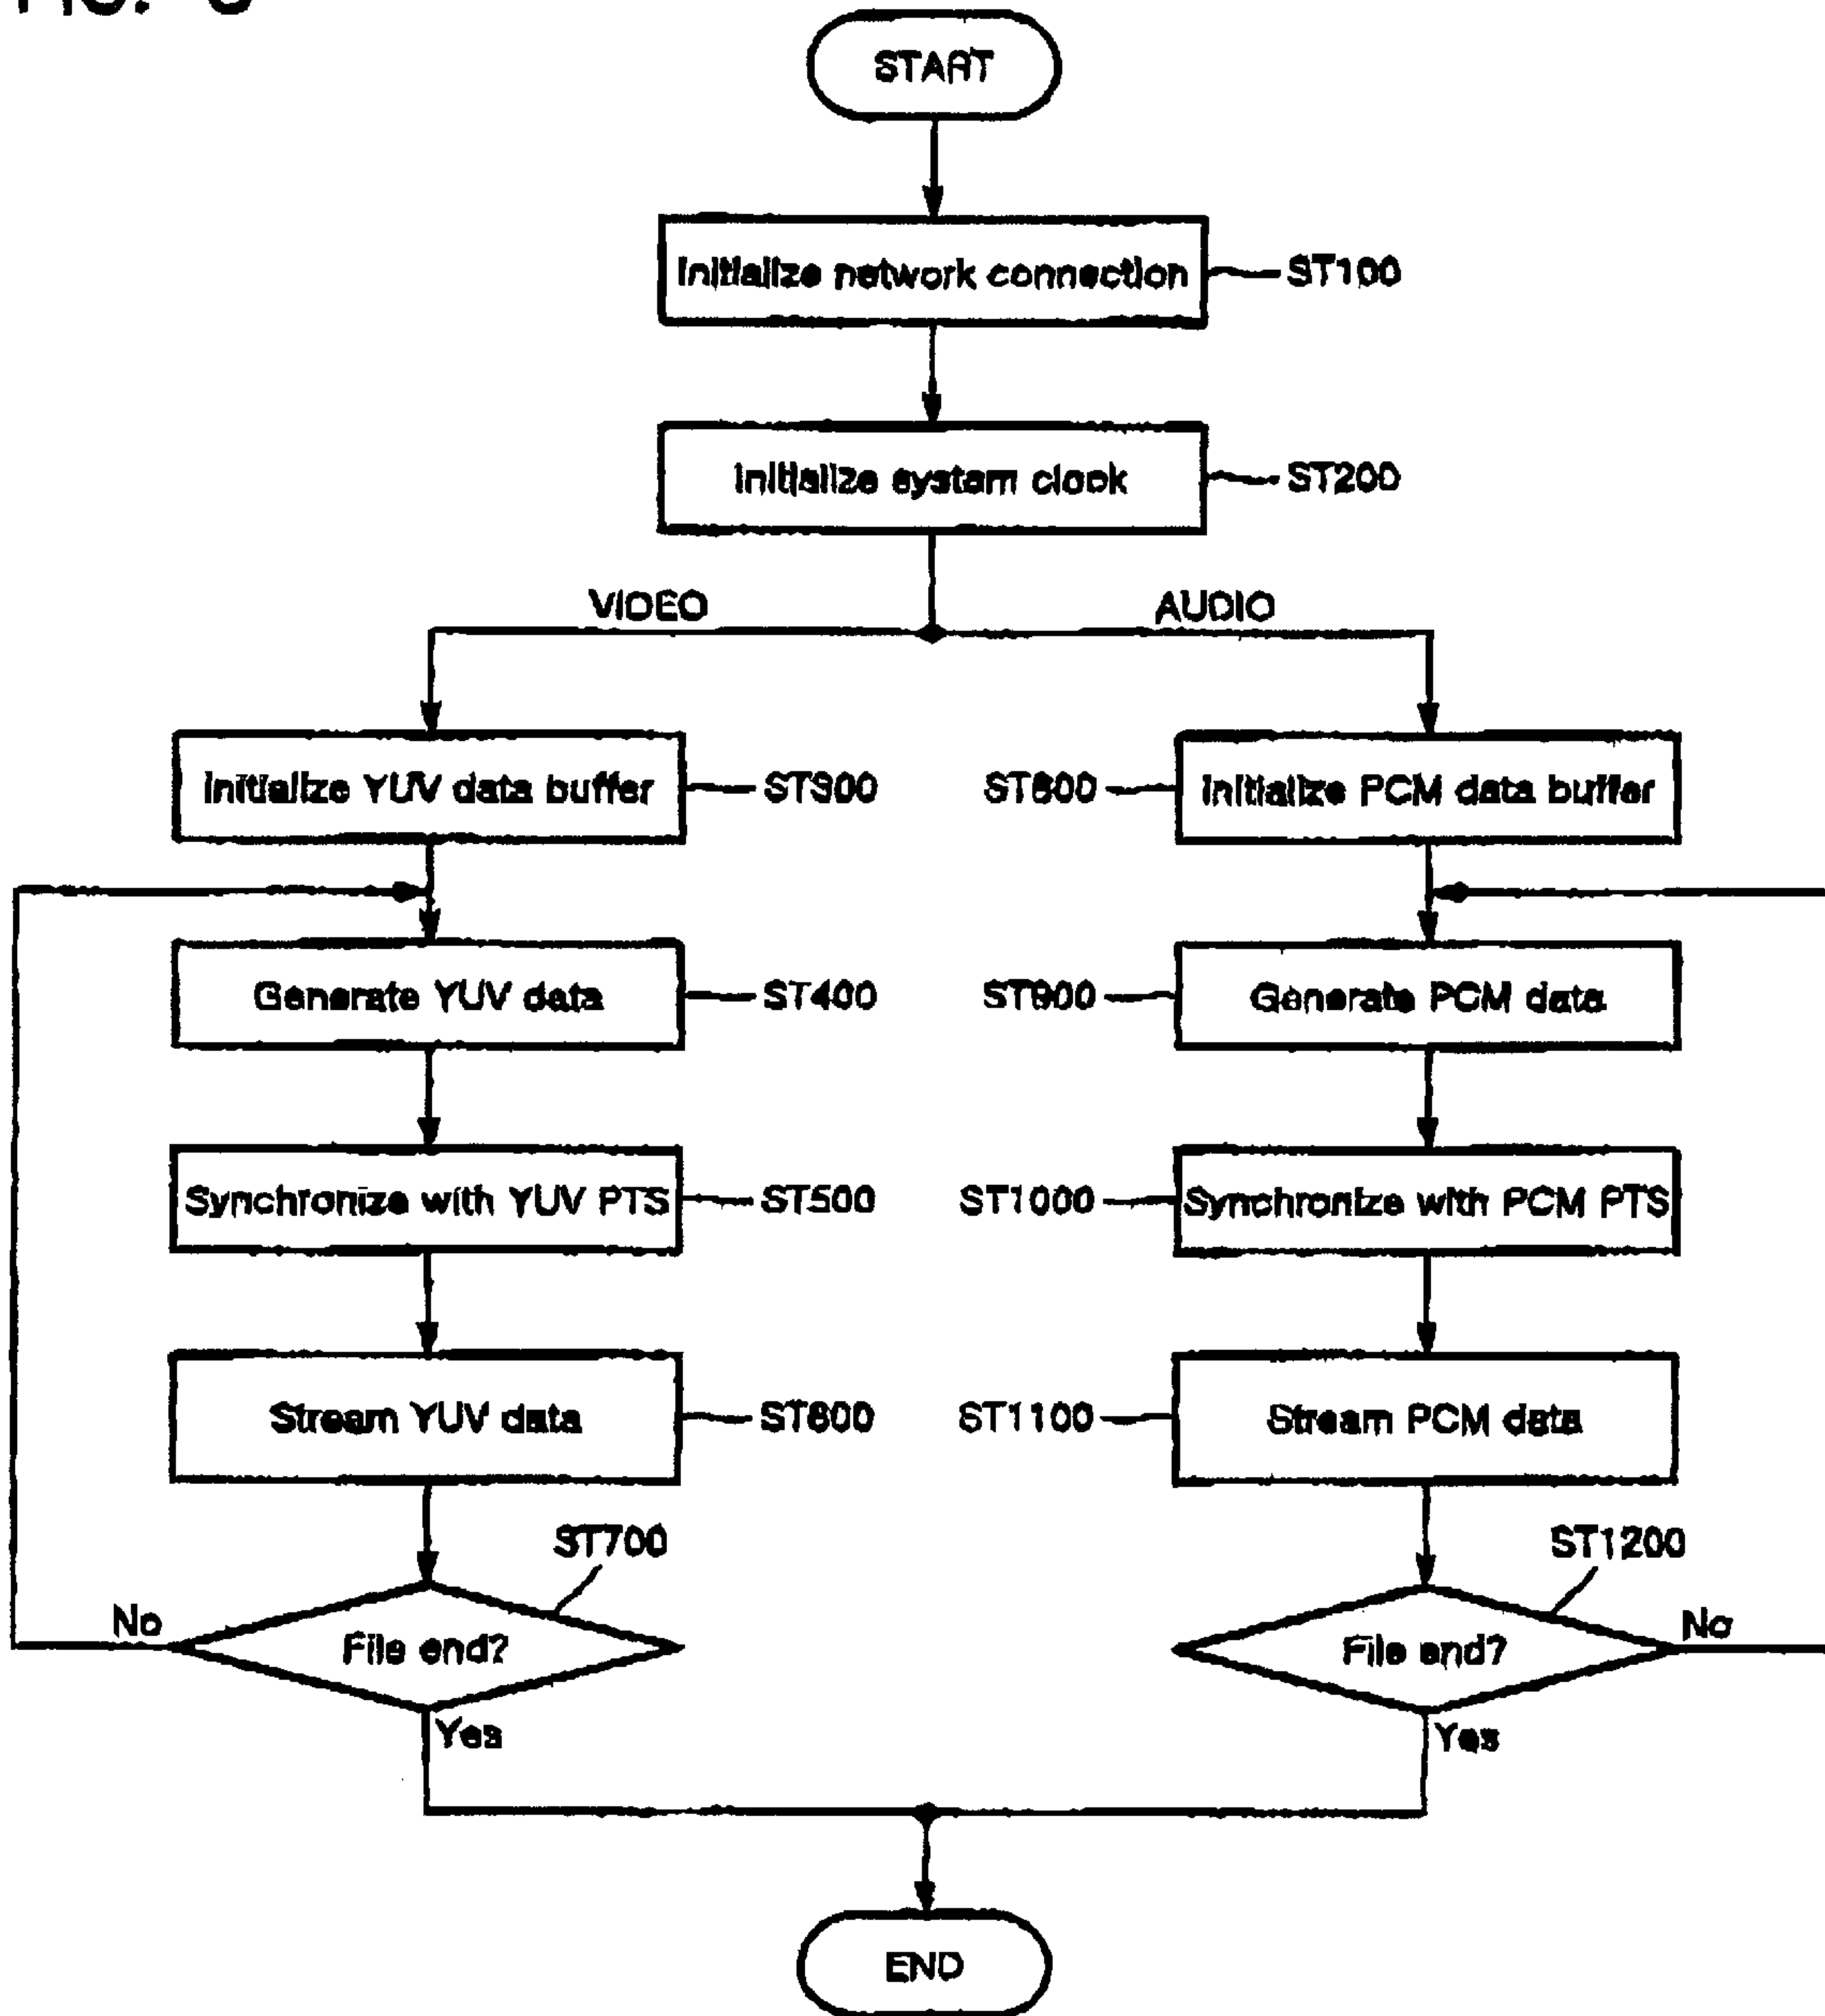 START
Initialize network connection
ST100
Initialize system clock
ST200
VIDEO
AUDIO
Initialize YUV data buffer
ST300
ST800
Initialize PCM data buffer
Generate YUV data
ST400
ST900
Generate PCM data
Synchronize with YUV PTS
ST500
ST1000
Synchronize with PCM PTS
Stream YUV data
ST600
ST1100
Stream PCM data
ST700
ST1200
No
File end?
File end?
No
Yes
Yes
END